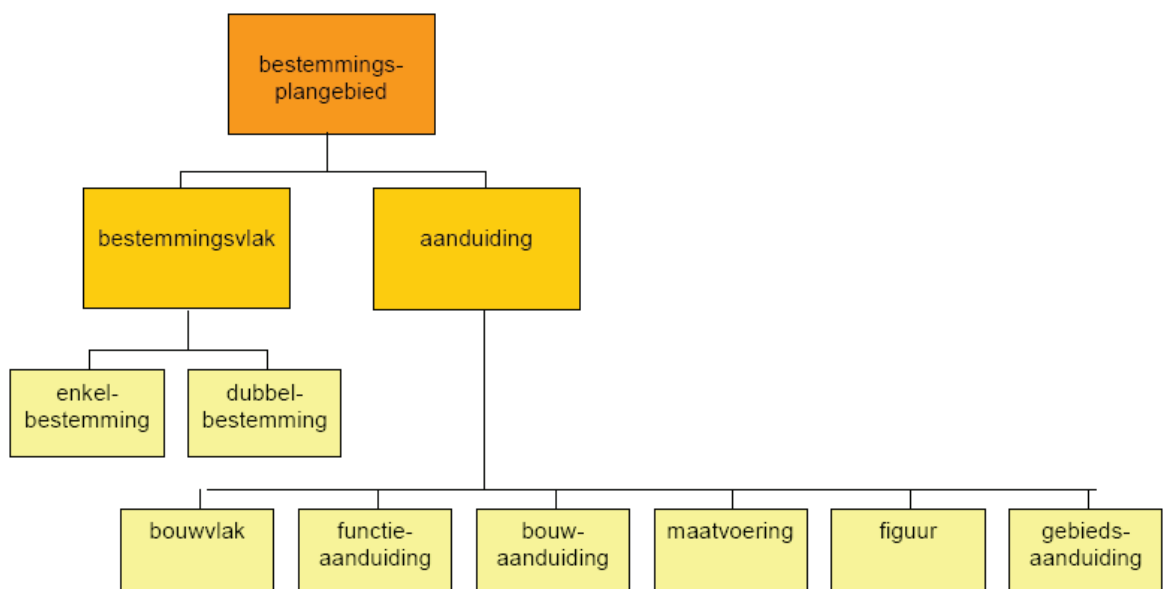 bestemmings-
plangebied
bestemmingsvlak
aanduiding
enkel-
bestemming
dubbel-
bestemming
bouwvlak
functie-
aanduiding
bouw-
aanduiding
maatvoering
figuur
gebieds-
aanduiding